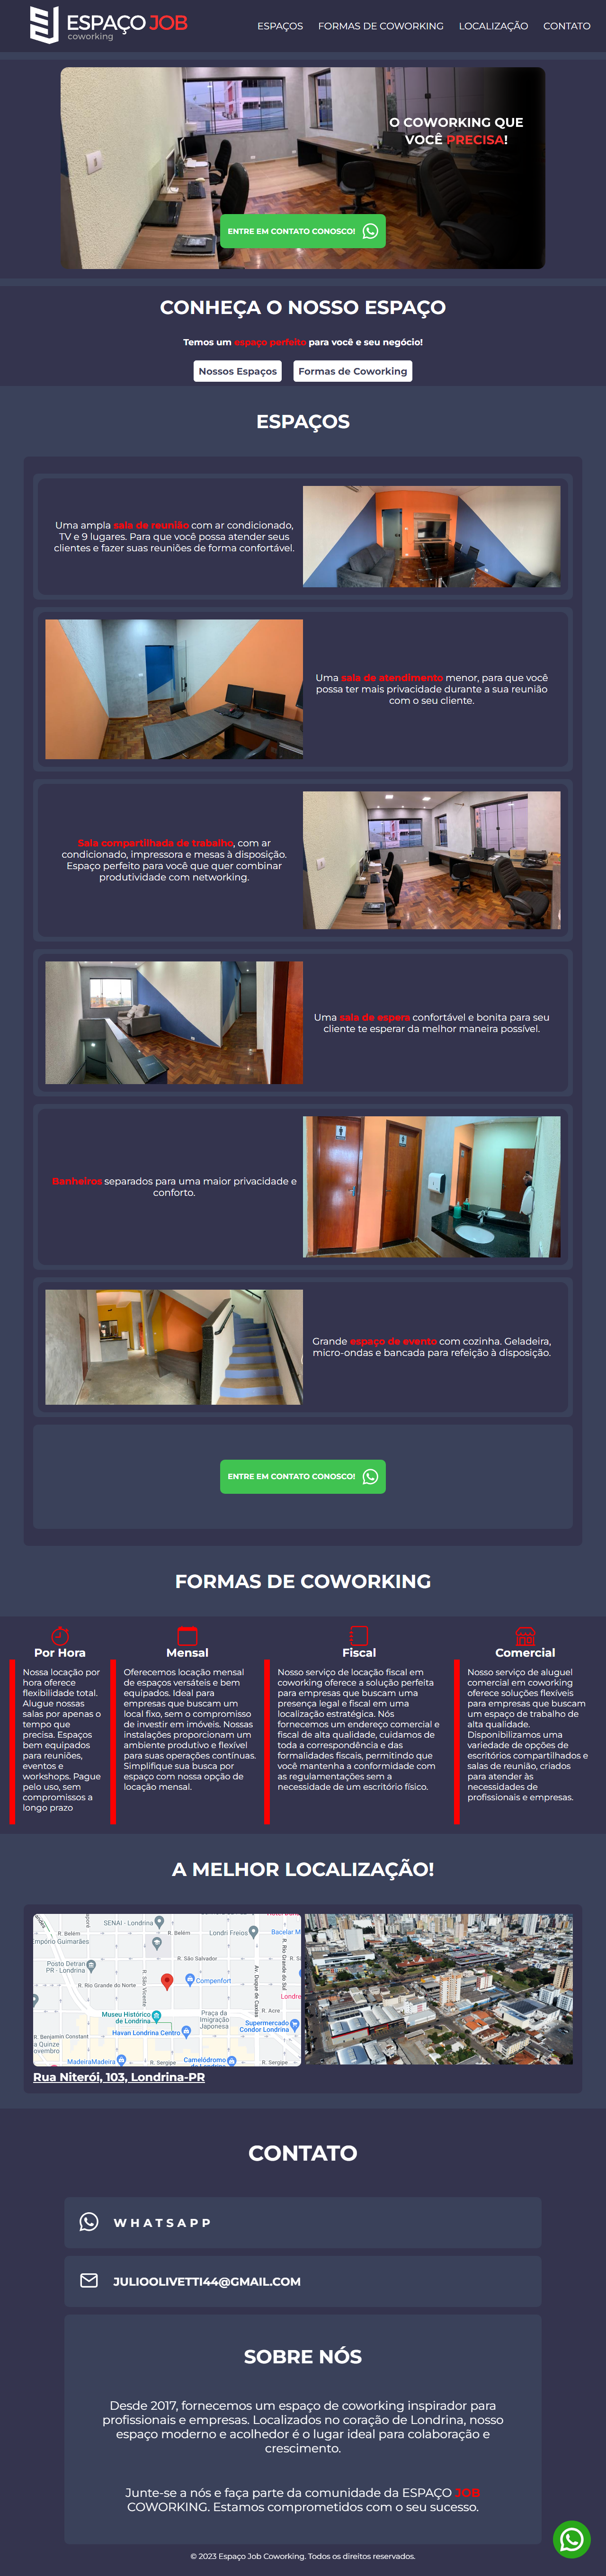 ESPAÇO JOB
coworking
ESPAÇOS FORMAS DE COWORKING LOCALIZAÇÃO CONTATO
O COWORKING QUE
VOCÊ PRECISA!
ENTRE EM CONTATO CONOSCO!
CONHEÇA O NOSSO ESPAÇO
Temos um espaço perfeito para você e seu negócio!
Nossos Espaços Formas de Coworking
ESPAÇOS
Uma ampla sala de reunião com ar condicionado,
TV e 9 lugares. Para que você possa atender seus
clientes e fazer suas reuniões de forma confortável.
Uma sala de atendimento menor, para que você
possa ter mais privacidade durante a sua reunião
com o seu cliente.
Sala compartilhada de trabalho, com ar
condicionado, impressora e mesas à disposição.
Espaço perfeito para você que quer combinar
produtividade com networking.
Uma sala de espera confortável e bonita para seu
cliente te esperar da melhor maneira possível.
Banheiros separados para uma maior privacidade e
conforto.
Grande espaço de evento com cozinha. Geladeira,
micro-ondas e bancada para refeição à disposição.
ENTRE EM CONTATO CONOSCO!
FORMAS DE COWORKING
Por Hora
Nossa locação por
hora oferece
flexibilidade total.
Alugue nossas
salas por apenas o
tempo que
precisa. Espaços
bem equipados
para reuniões,
eventos e
workshops. Pague
pelo uso, sem
compromissos a
longo prazo
Mensal
Oferecemos locação mensal
de espaços versáteis e bem
equipados. Ideal para
empresas que buscam um
local fixo, sem o compromisso
de investir em imóveis. Nossas
instalações proporcionam um
ambiente produtivo e flexível
para suas operações contínuas.
Simplifique sua busca por
espaço com nossa opção de
locação mensal.
Fiscal
Nosso serviço de locação fiscal em
coworking oferece a solução perfeita
para empresas que buscam uma
presença legal e fiscal em uma
localização estratégica. Nós
fornecemos um endereço comercial e
fiscal de alta qualidade, cuidamos de
toda a correspondência e das
formalidades fiscais, permitindo que
você mantenha a conformidade com
as regulamentações sem a
necessidade de um escritório físico.
Comercial
Nosso serviço de aluguel
comercial em coworking
oferece soluções flexíveis
para empresas que buscam
um espaço de trabalho de
alta qualidade.
Disponibilizamos uma
variedade de opções de
escritórios compartilhados e
salas de reunião, criados
para atender às
necessidades de
profissionais e empresas.
A MELHOR LOCALIZAÇÃO!
SENAI - Londrina
R. Belém
R. Belém
Londri Freios
Bacelar M
Empório Guimarães
Posto Detran
PR - Londrina
R. São Salvador
R. Rio Grande do Norte
R. São Vicente
Compenfort
Av. Duque de Caxias
R. Rio Grande do Sul
Londre
Museu Histórico
de Londrina
Praça da
Imigração
Japonesa
R. Acre
Supermercado
Condor Londrina
R. Benjamin Constant
Havan Londrina Centro
a Quinze
ovembro
MadeiraMadeira
R. Sergipe
Camelódromo
R. Sergipe
Rua Niterói, 103, Londrina-PR
CONTATO
WHATSAPP
JULIOOLIVETTI44@GMAIL.COM
SOBRE NÓS
Desde 2017, fornecemos um espaço de coworking inspirador para
profissionais e empresas. Localizados no coração de Londrina, nosso
espaço moderno e acolhedor é o lugar ideal para colaboração e
crescimento.
Junte-se a nós e faça parte da comunidade da ESPAÇO JOB
COWORKING. Estamos comprometidos com o seu sucesso.
© 2023 Espaço Job Coworking. Todos os direitos reservados.